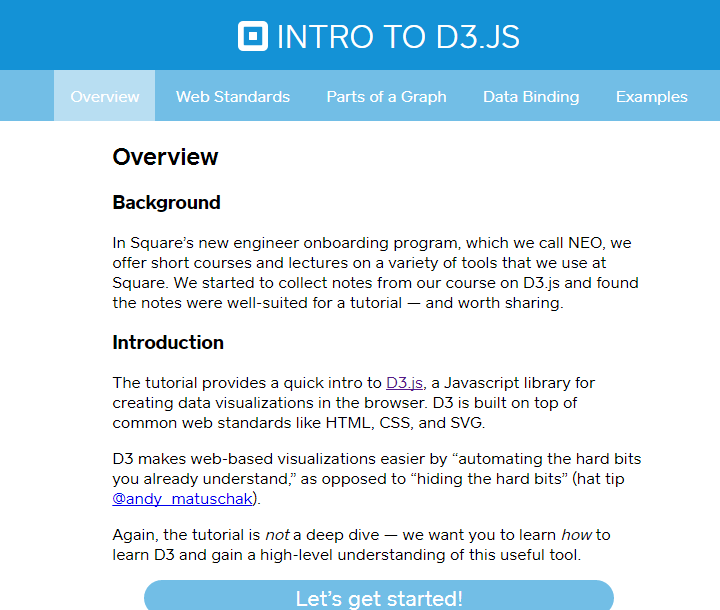 INTRO TO D3.JS
Overview Web Standards Parts of a Graph Data Binding Examples
Overview
Background
In Square’s new engineer onboarding program, which we call NEO, we
offer short courses and lectures on a variety of tools that we use at
Square. We started to collect notes from our course on D3.js and found
the notes were well-suited for a tutorial — and worth sharing.
Introduction
The tutorial provides a quick intro to D3.js, a Javascript library for
creating data visualizations in the browser. D3 is built on top of
common web standards like HTML, CSS, and SVG.
D3 makes web-based visualizations easier by “automating the hard bits
you already understand,” as opposed to “hiding the hard bits” (hat tip
@andy_matuschak).
Again, the tutorial is not a deep dive — we want you to learn how to
learn D3 and gain a high-level understanding of this useful tool.
Let’s get started!